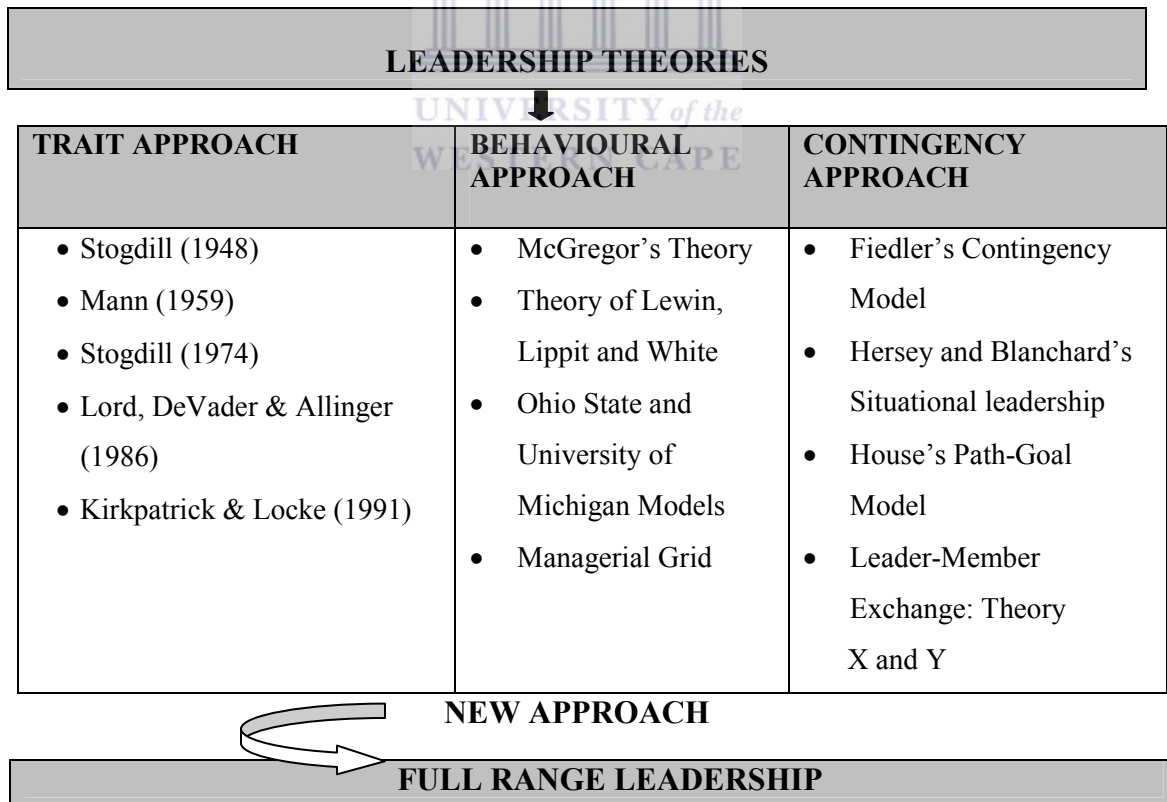 LEADERSHIP THEORIES
UNIVERSITY of the
WESTERN CAPE
TRAIT APPROACH
BEHAVIOURAL
APPROACH
CONTINGENCY
APPROACH
• Stogdill (1948)
• Mann (1959)
• Stogdill (1974)
• Lord, DeVader & Allinger
(1986)
• Kirkpatrick & Locke (1991)
• McGregor’s Theory
• Theory of Lewin,
Lippit and White
• Ohio State and
University of
Michigan Models
• Managerial Grid
• Fiedler’s Contingency
Model
• Hersey and Blanchard’s
Situational leadership
• House’s Path-Goal
Model
• Leader-Member
Exchange: Theory
X and Y
NEW APPROACH
FULL RANGE LEADERSHIP